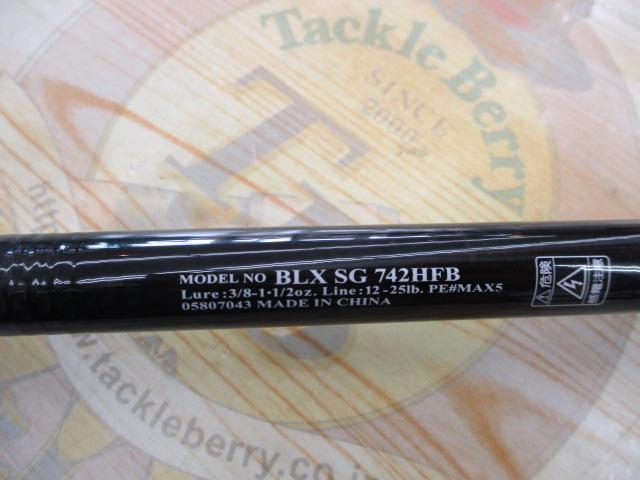 Tackle Berry
SINCE
2000
TB
MODEL NO BLX SG 742HFB
Lure:3/8-1-1/2oz. Line:12-25lb. PE#MAX5
05807043 MADE IN CHINA
危険
www.tackleberry.co.jp